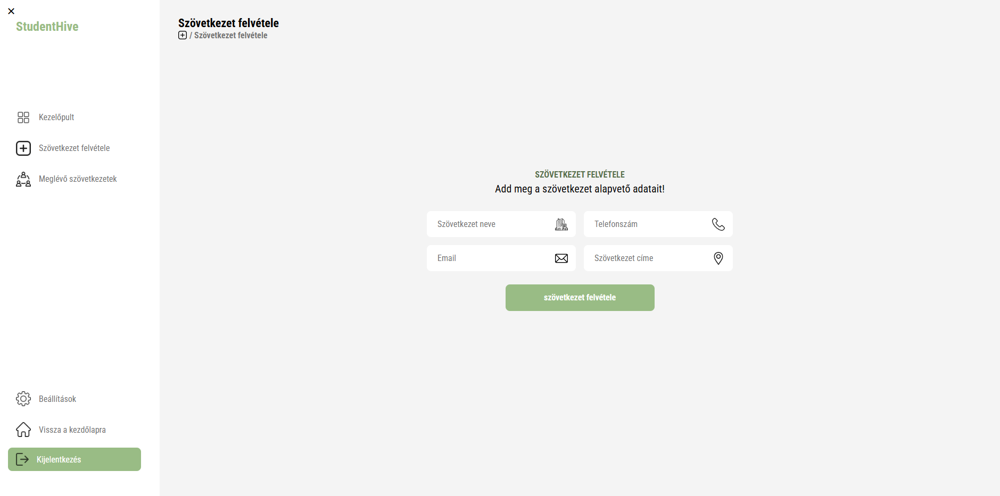 StudentHive
Kezelőpult
Szövetkezet felvétele
Meglévő szövetkezetek
Beállítások
Vissza a kezdőlapra
Kijelentkezés
Szövetkezet felvétele
/ Szövetkezet felvétele
SZÖVETKEZET FELVÉTELE
Add meg a szövetkezet alapvető adatait!
Szövetkezet neve
Telefonszám
Email
Szövetkezet címe
szövetkezet felvétele